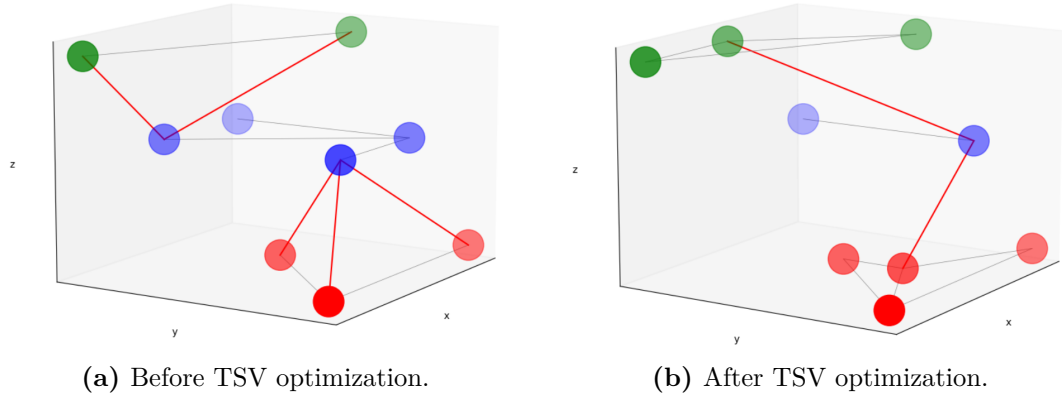 z
y
x
(a) Before TSV optimization.
z
y
x
(b) After TSV optimization.